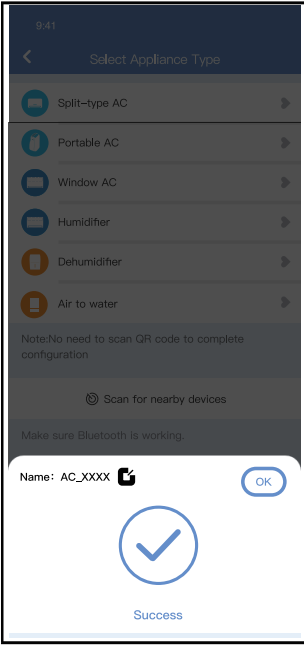 9:41
Select Appliance Type
Split-type AC
Portable AC
Window AC
Humidifier
Dehumidifier
Air to water
Note:No need to scan QR code to complete
configuration
Scan for nearby devices
Make sure Bluetooth is working.
Name: AC_XXXX
OK
Success